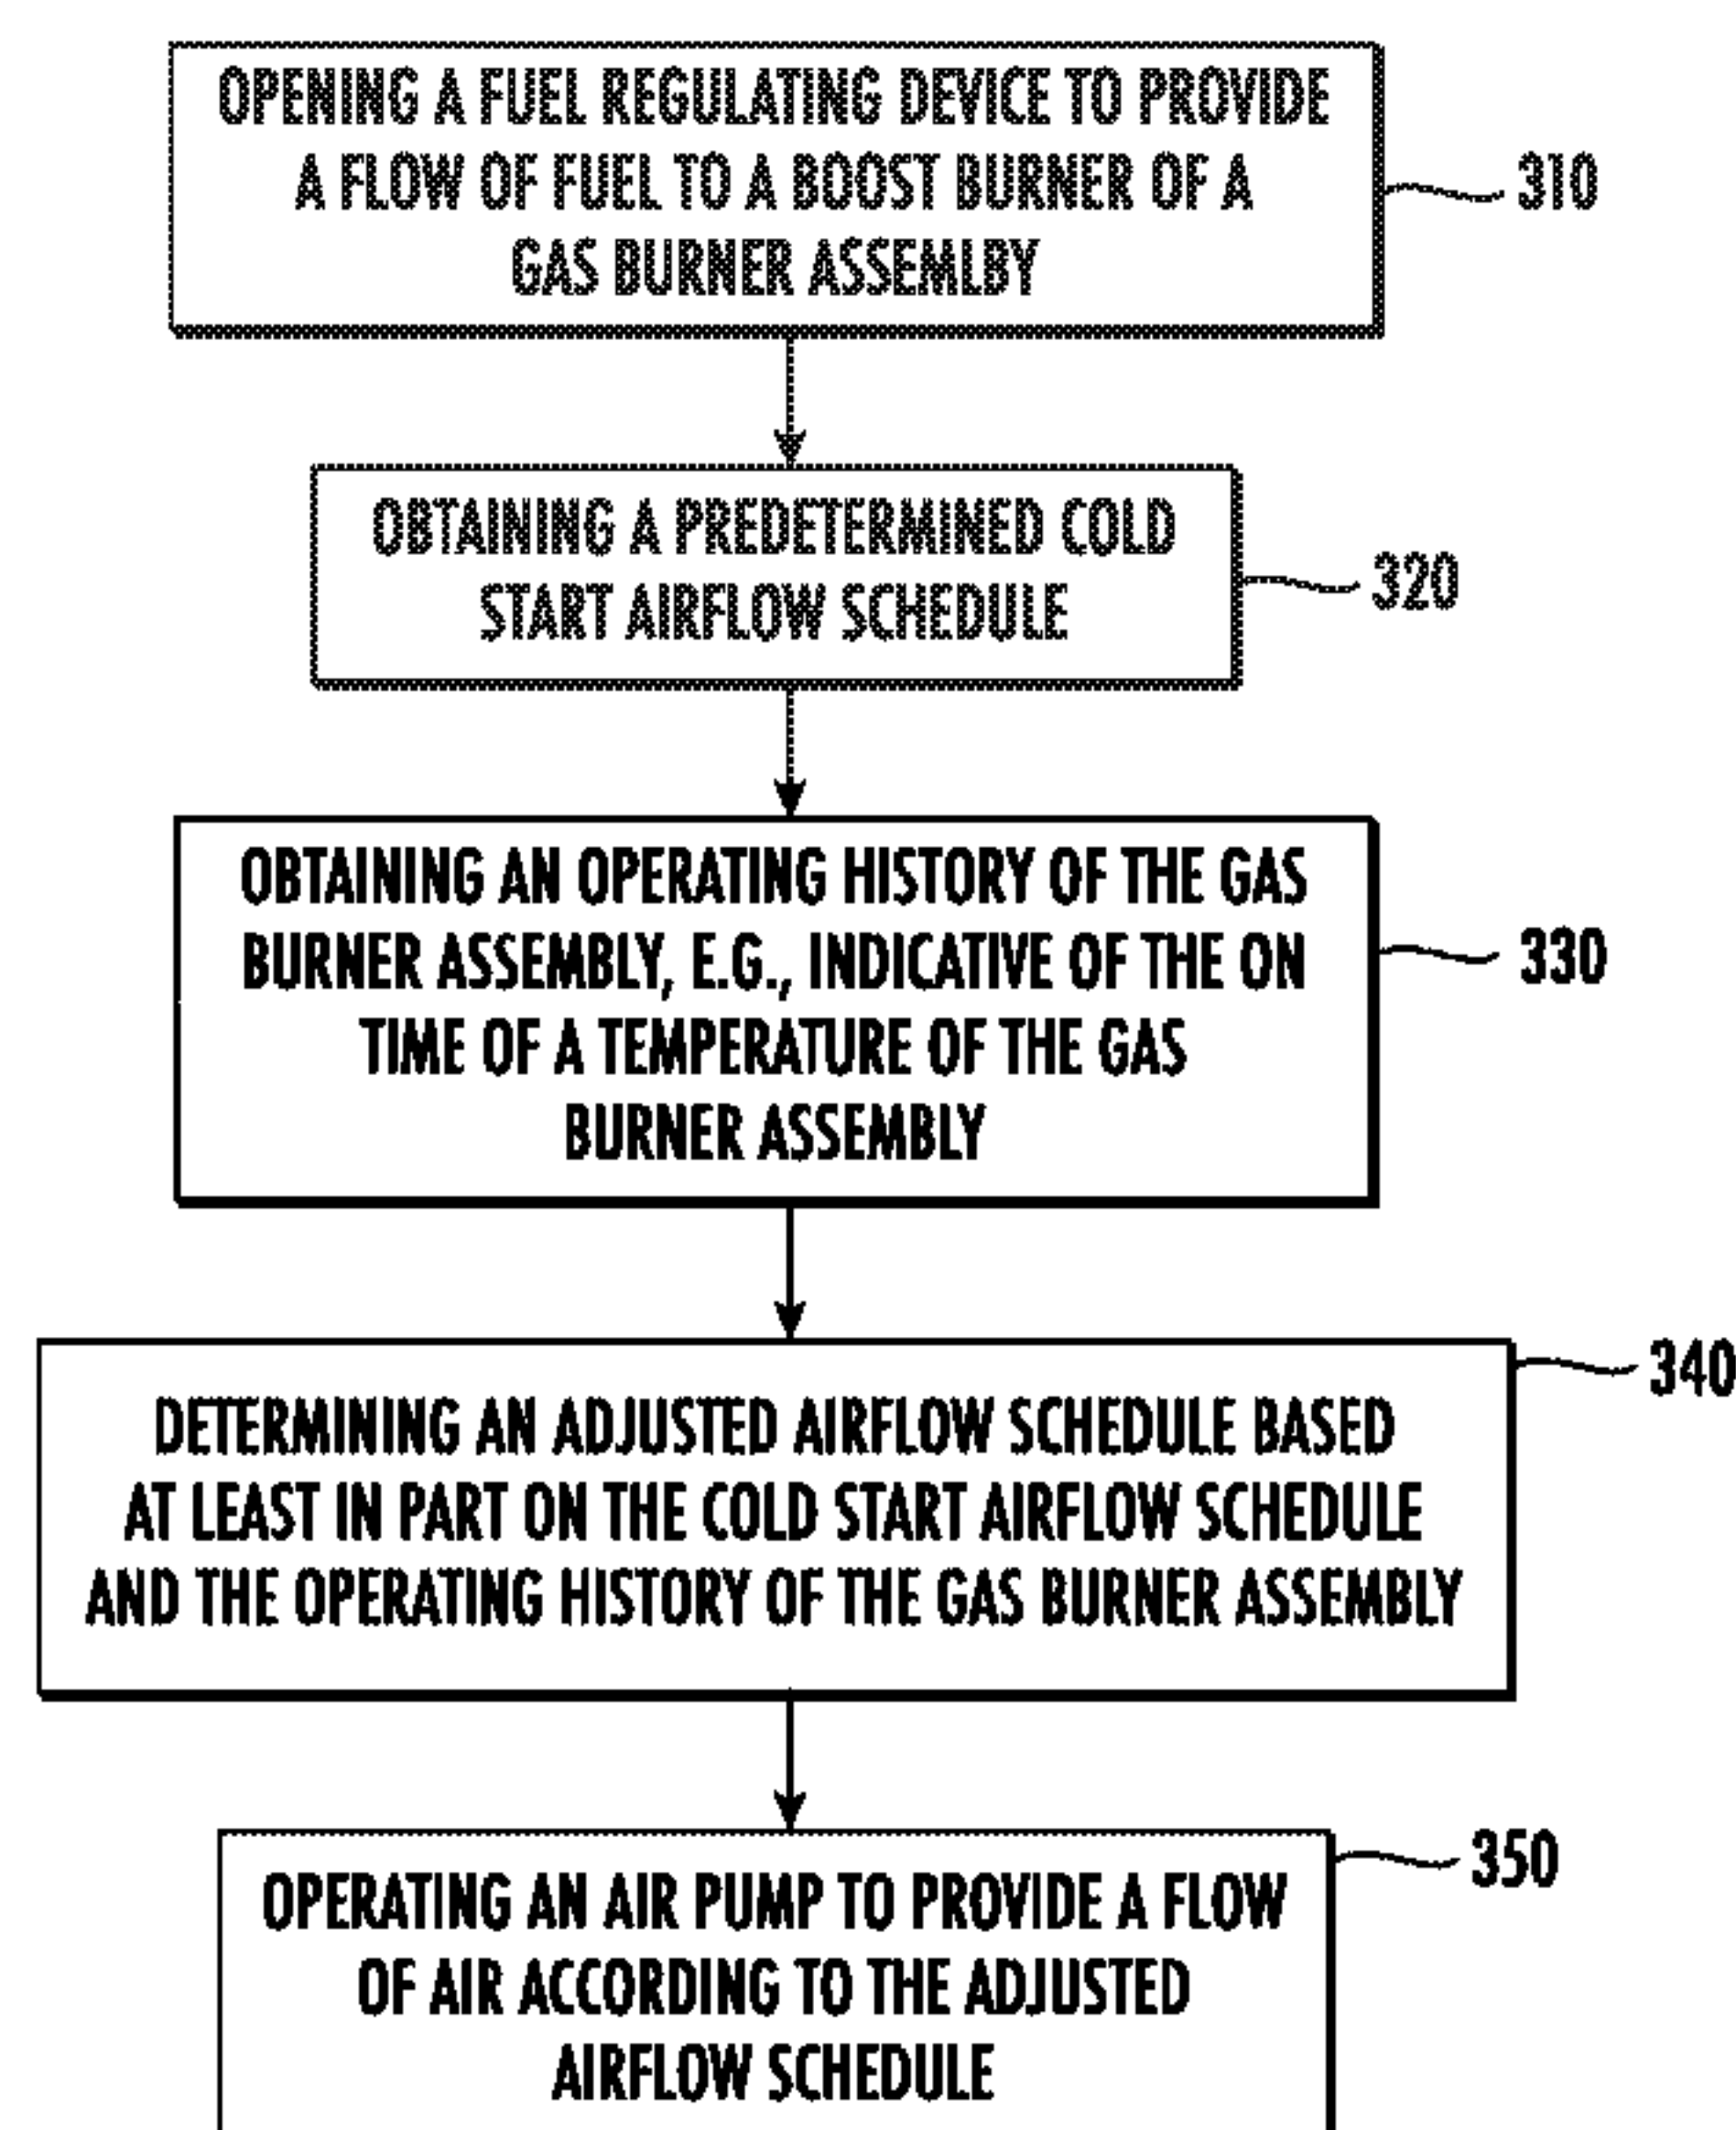 OPENING A FUEL REGULATING DEVICE TO PROVIDE
A FLOW OF FUEL TO A BOOST BURNER OF A
GAS BURNER ASSEMLBY
310
OBTAINING A PREDETERMINED COLD
START AIRFLOW SCHEDULE
320
OBTAINING AN OPERATING HISTORY OF THE GAS
BURNER ASSEMBLY, E.G., INDICATIVE OF THE ON
TIME OF A TEMPERATURE OF THE GAS
BURNER ASSEMBLY
330
DETERMINING AN ADJUSTED AIRFLOW SCHEDULE BASED
AT LEAST IN PART ON THE COLD START AIRFLOW SCHEDULE
AND THE OPERATING HISTORY OF THE GAS BURNER ASSEMBLY
340
OPERATING AN AIR PUMP TO PROVIDE A FLOW
OF AIR ACCORDING TO THE ADJUSTED
AIRFLOW SCHEDULE
350